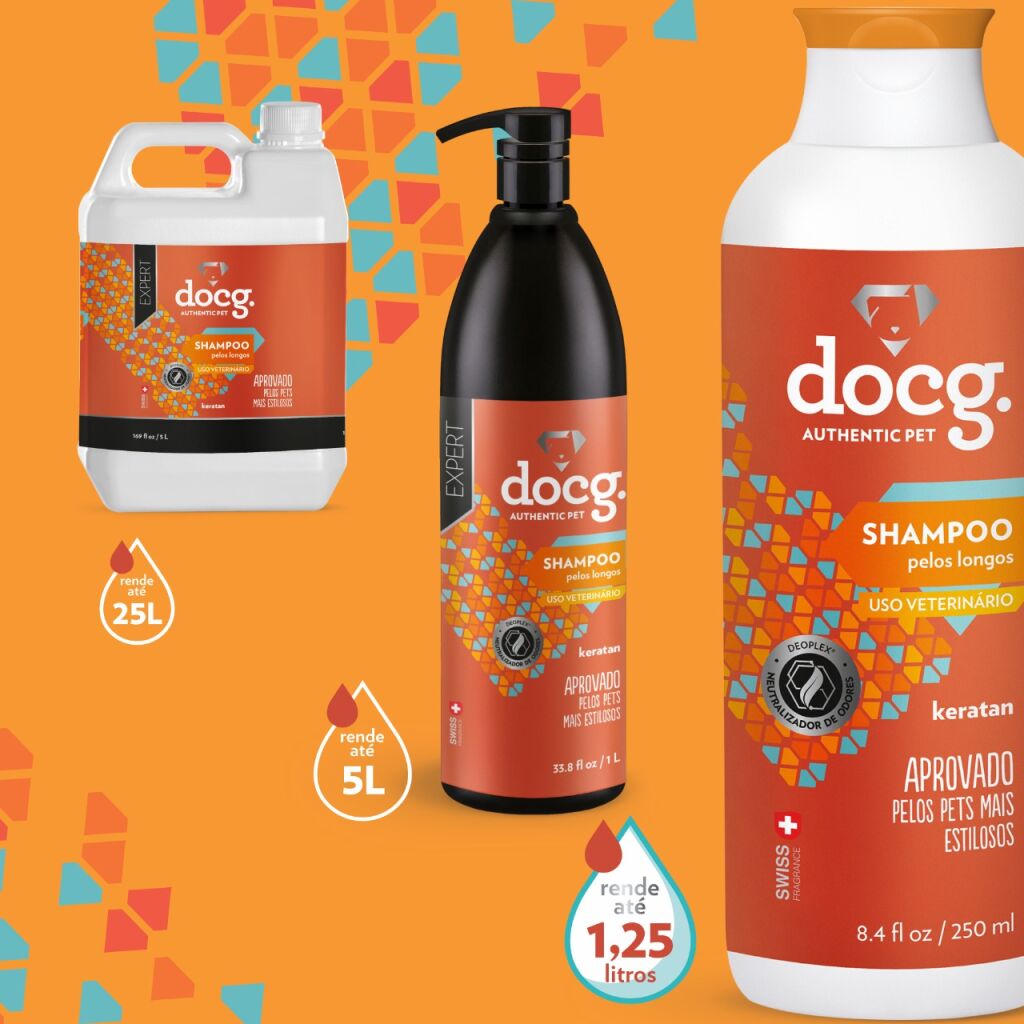 EXPERT
docg.
AUTHENTIC PET
SHAMPOO
pelos longos
USO VETERINÁRIO
SWISS
keratan
APROVADO
PELOS PETS
MAIS ESTILOSOS
169 fl oz / 5 L
rende
até
25L
EXPERT
docg.
AUTHENTIC PET
SHAMPOO
pelos longos
USO VETERINÁRIO
DEOPLEX®
NEUTRALIZADOR DE ODORES
keratan
APROVADO
PELOS PETS
MAIS ESTILOSOS
SWISS
FRAGRANCE
33.8 fl oz / 1 L
rende
até
5L
docg.
AUTHENTIC PET
SHAMPOO
pelos longos
USO VETERINÁRIO
DEOPLEX®
NEUTRALIZADOR DE ODORES
keratan
APROVADO
PELOS PETS MAIS
ESTILOSOS
SWISS
FRAGRANCE
8.4 fl oz / 250 ml
rende
até
1,25
litros